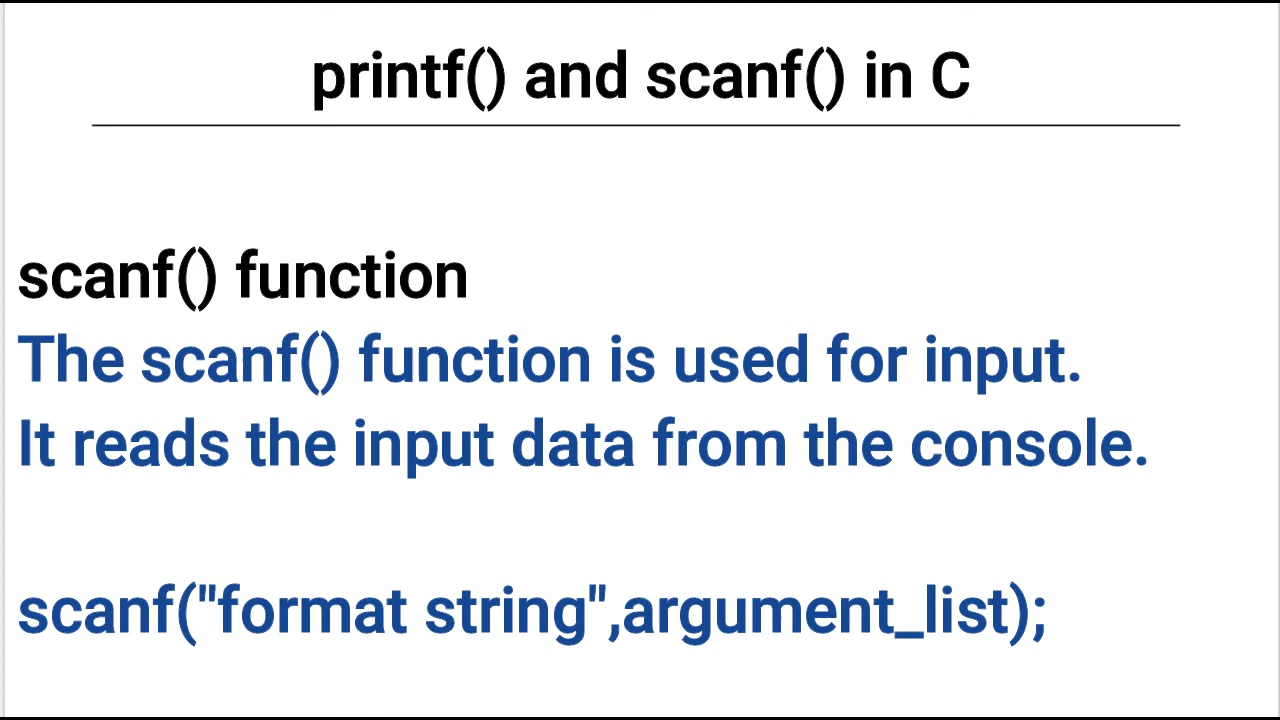 printf() and scanf() in C
scanf() function
The scanf() function is used for input.
It reads the input data from the console.
scanf("format string",argument_list);